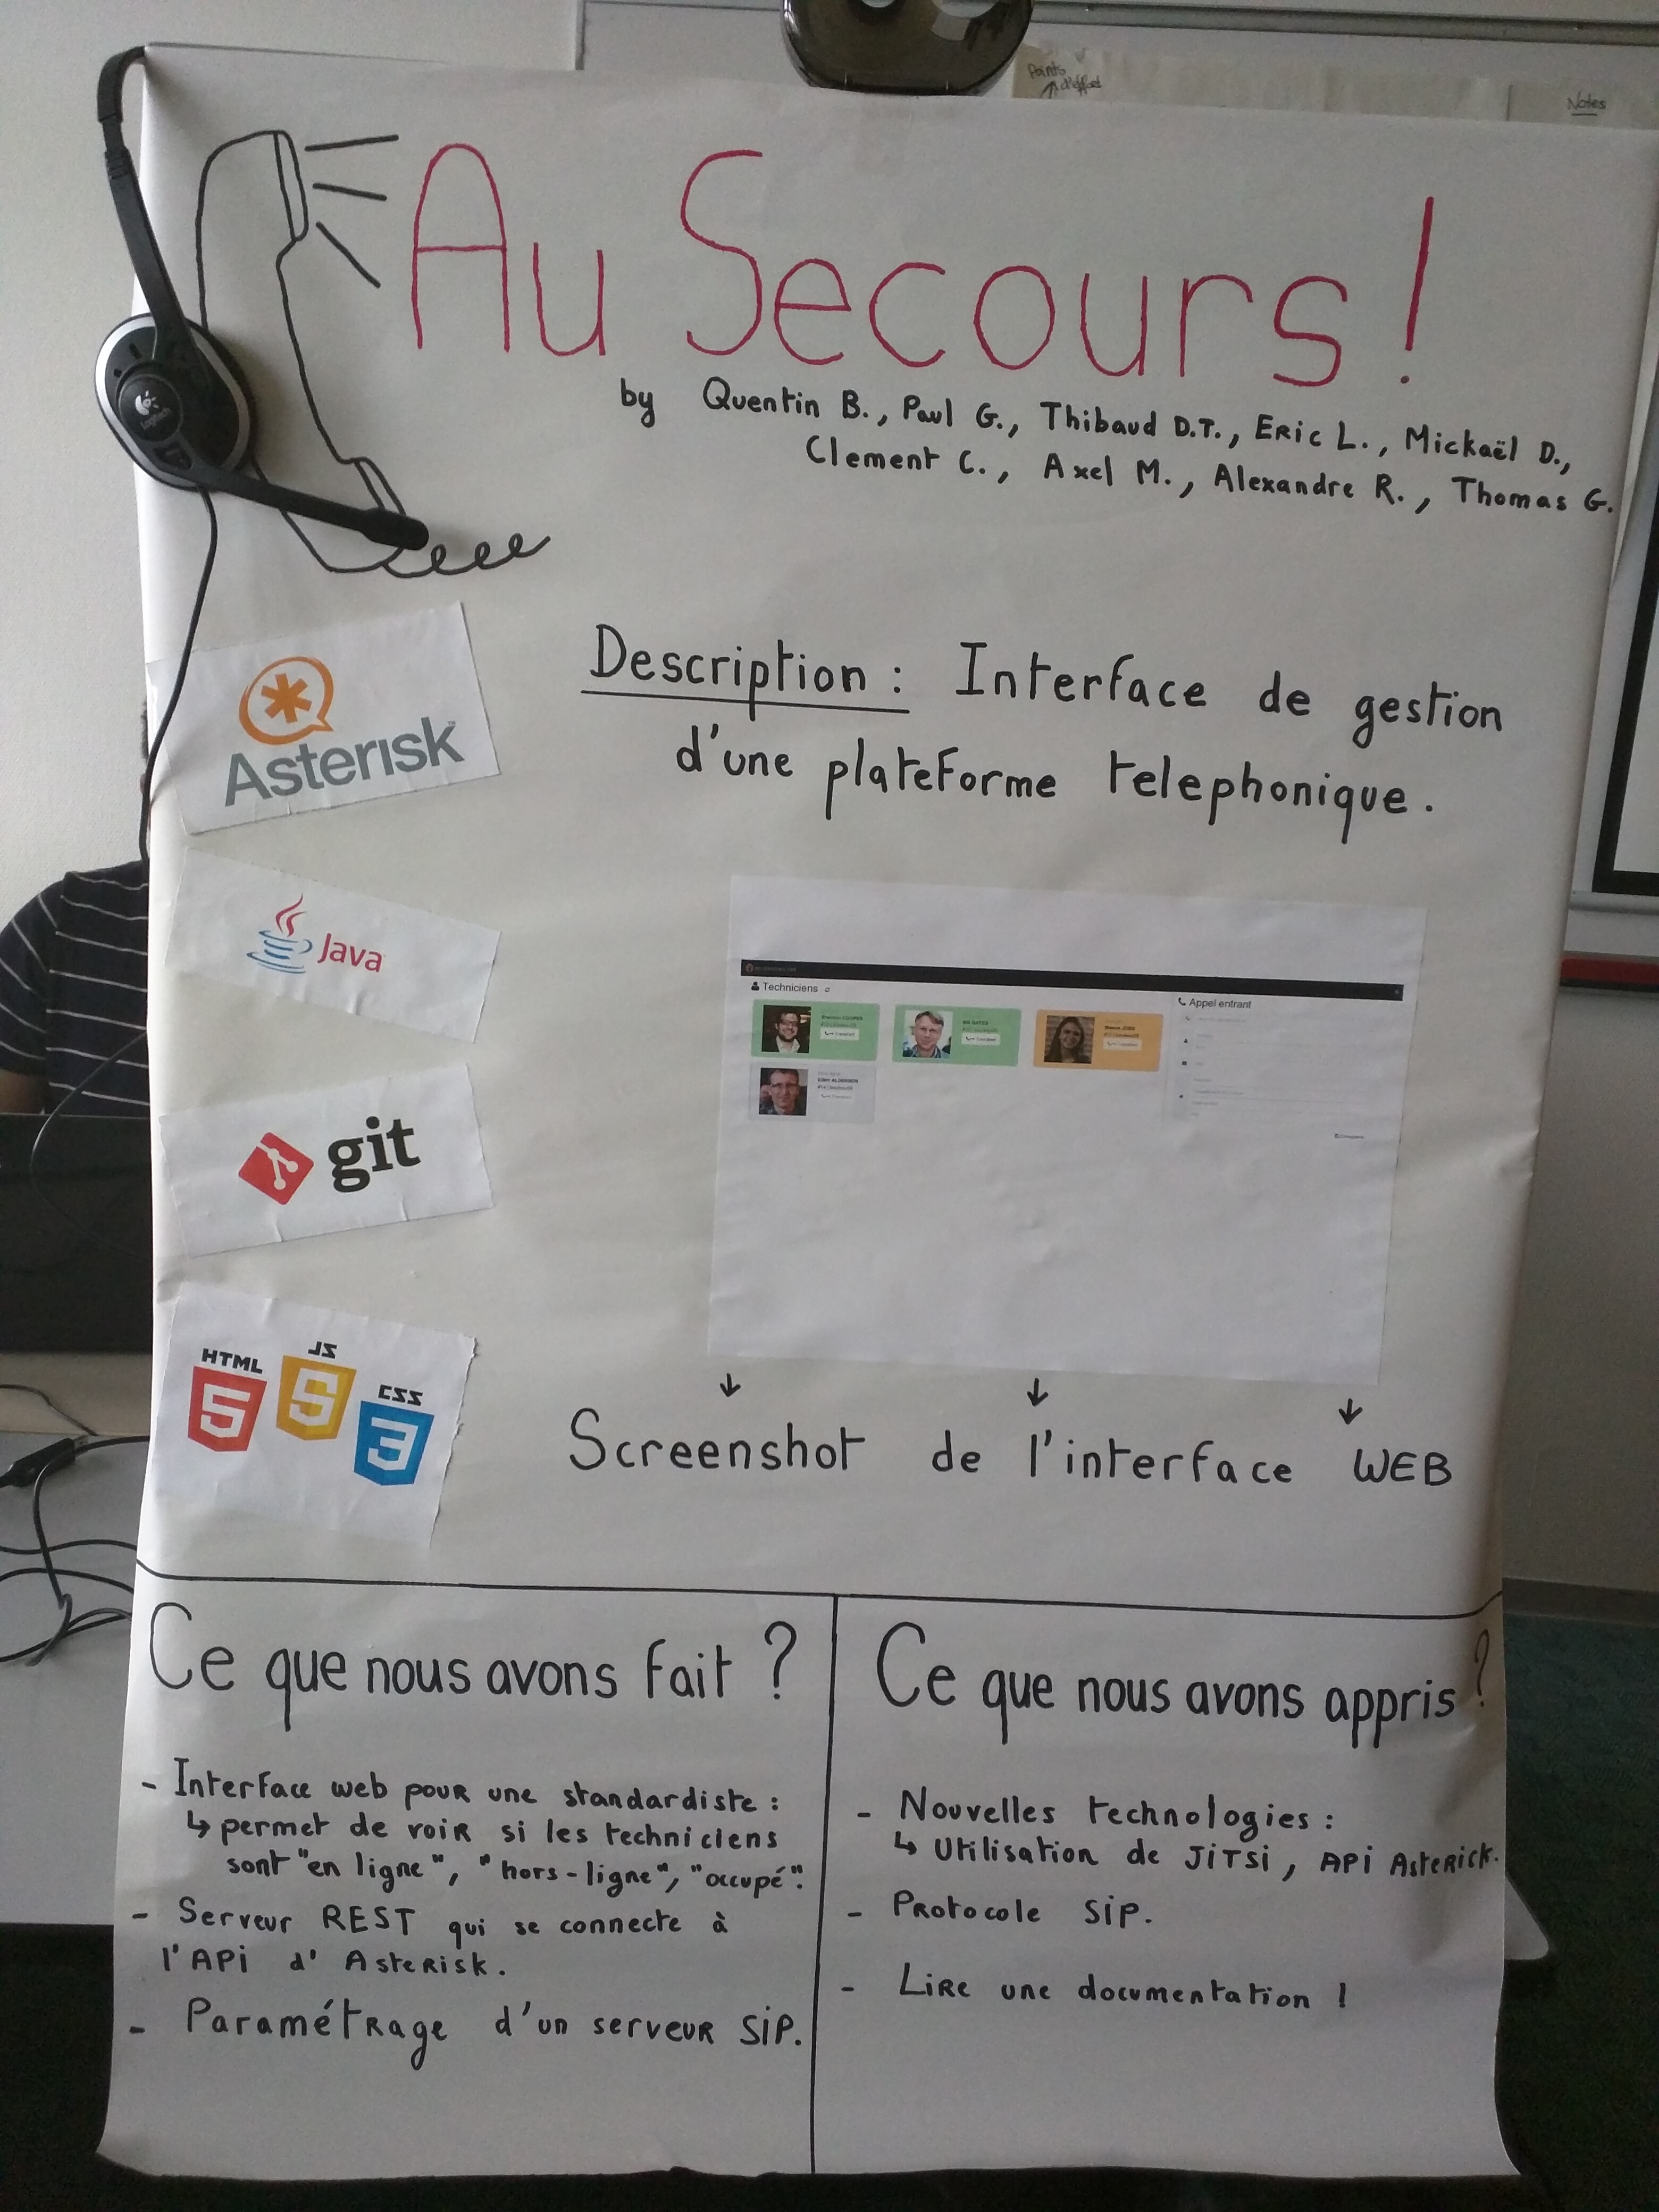 Points
d'effort
Notes
Au Secours !
by Quentin B., Paul G., Thibaud D.T., Eric L., Mickaël D.,
Clement C., Axel M., Alexandre R., Thomas G.
Logitech
Asterisk
Description : Interface de gestion
d'une plateforme telephonique.
Java
Techniciens
Appel entrant
git
HTML
JS
CSS
Screenshot de l'interface WEB
Ce que nous avons fait ?
- Interface web pour une standardiste :
↳ permet de voir si les techniciens
sont "en ligne", "hors-ligne", "occupé".
- Serveur REST qui se connecte à
l'API d'Asterisk.
- Paramétrage d'un serveur SIP.
Ce que nous avons appris ?
- Nouvelles technologies :
↳ Utilisation de JITSI, API Asterick.
- Protocole SIP.
- Lire une documentation !